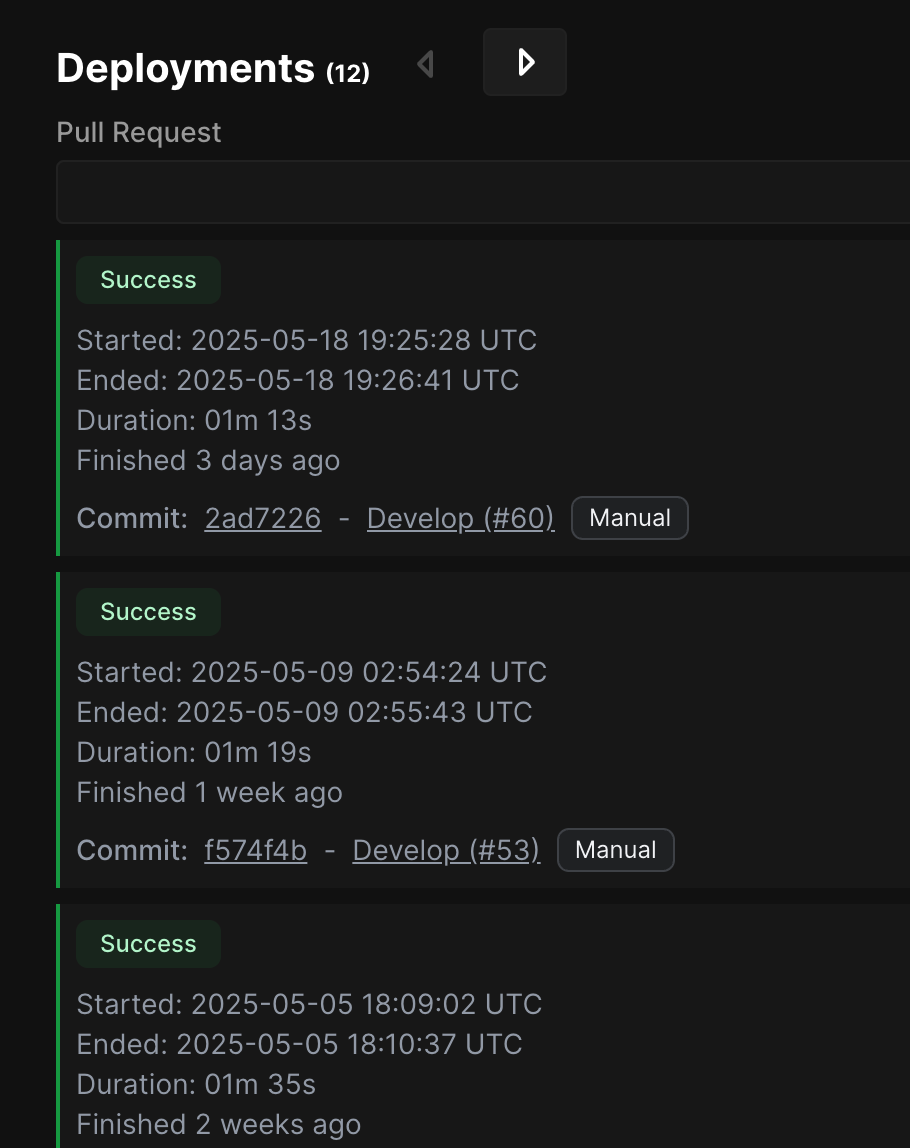 Deployments (12)
Pull Request
Success
Started: 2025-05-18 19:25:28 UTC
Ended: 2025-05-18 19:26:41 UTC
Duration: 01m 13s
Finished 3 days ago
Commit: 2ad7226 - Develop (#60) Manual
Success
Started: 2025-05-09 02:54:24 UTC
Ended: 2025-05-09 02:55:43 UTC
Duration: 01m 19s
Finished 1 week ago
Commit: f574f4b - Develop (#53) Manual
Success
Started: 2025-05-05 18:09:02 UTC
Ended: 2025-05-05 18:10:37 UTC
Duration: 01m 35s
Finished 2 weeks ago